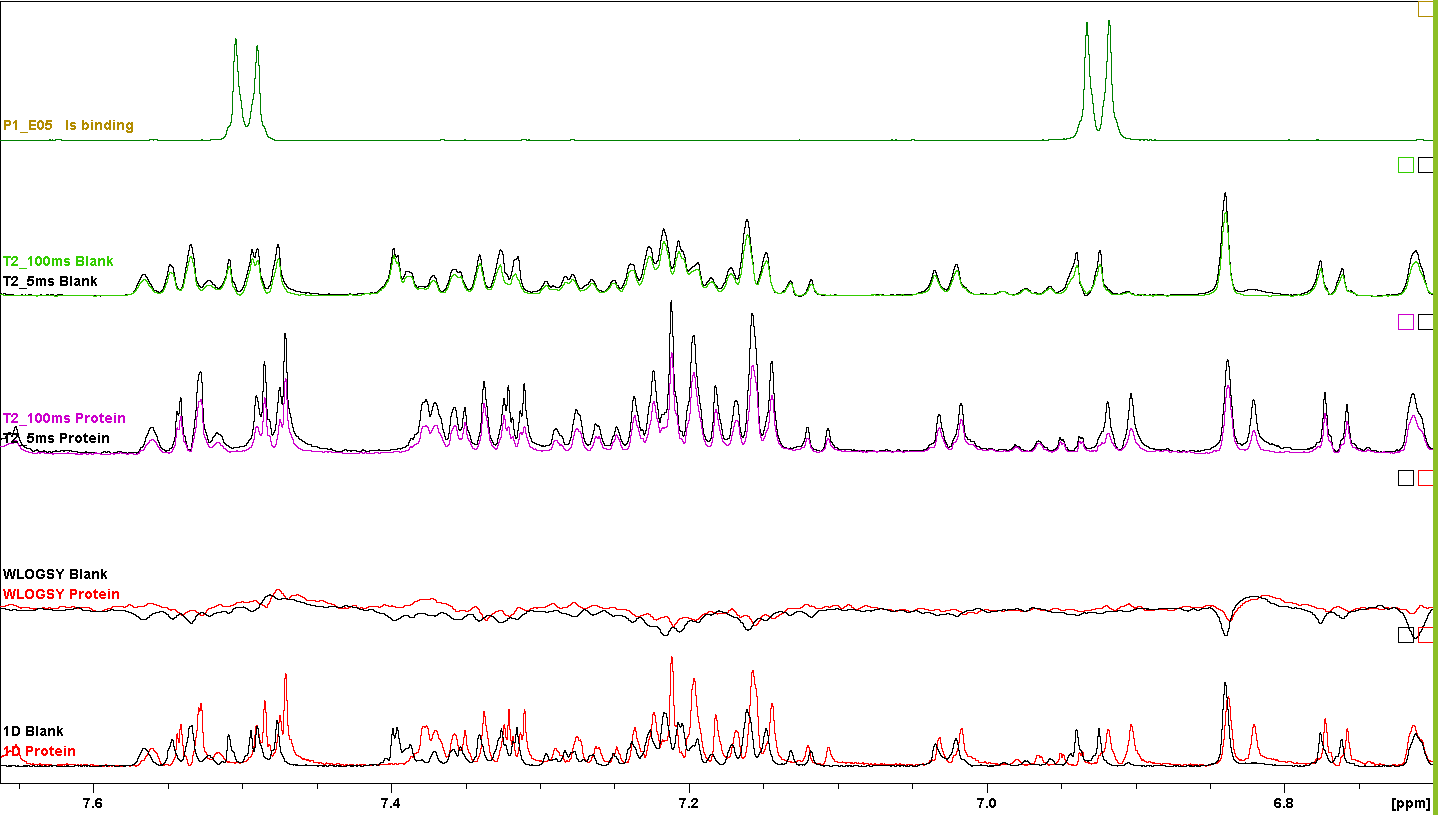 P1_E05 Is binding
T2_100ms Blank
T2_5ms Blank
T2_100ms Protein
T2_5ms Protein
WLOGSY Blank
WLOGSY Protein
1D Blank
1D Protein
7.6 7.4 7.2 7.0 6.8 [ppm]